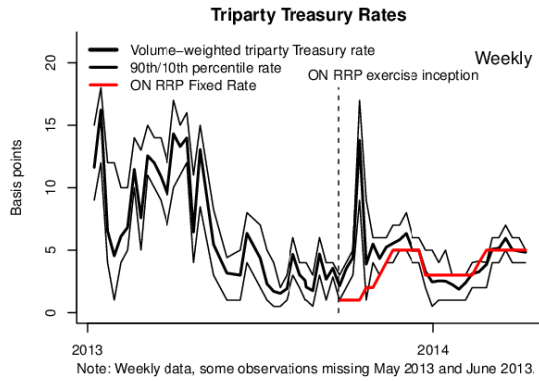 Triparty Treasury Rates
Volume−weighted triparty Treasury rate
90th/10th percentile rate
ON RRP Fixed Rate
Weekly
ON RRP exercise inception
Basis points
20
15
10
5
0
2013
2014
Note: Weekly data, some observations missing May 2013 and June 2013.